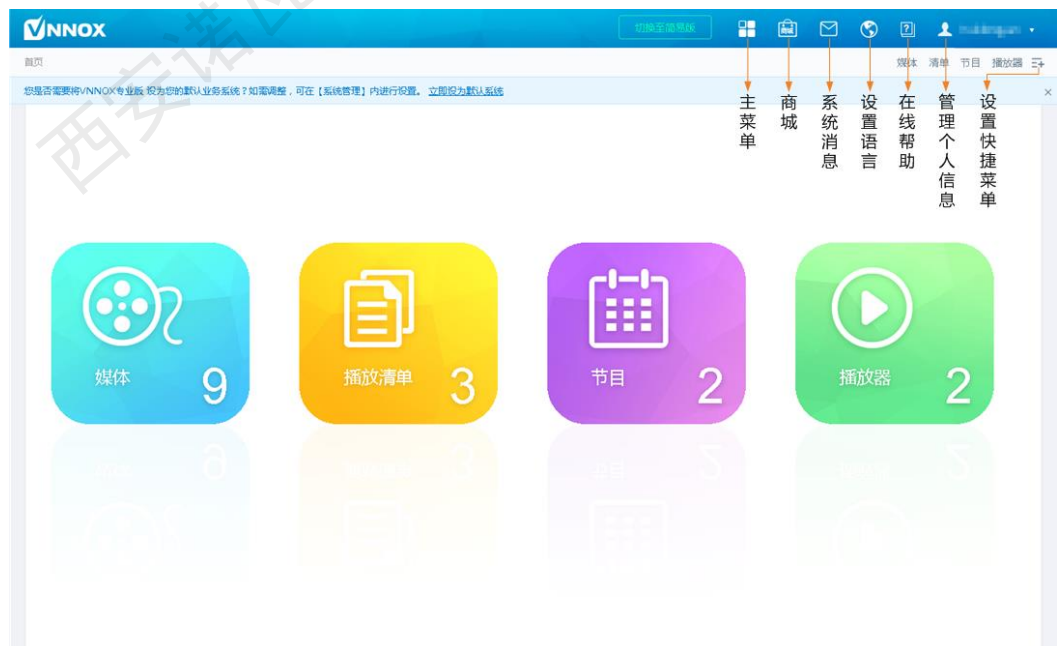 VNNOX
切换至简易版
商城
首页
媒体 清单 节目 播放器
您是否需要将VNNOX专业版 设为您的默认业务系统？如需调整，可在【系统管理】内进行设置。 立即设为默认系统
主菜单
商城
系统消息
设置语言
在线帮助
管理个人信息
设置快捷菜单
西安诺
媒体 9
播放清单 3
节目 2
播放器 2